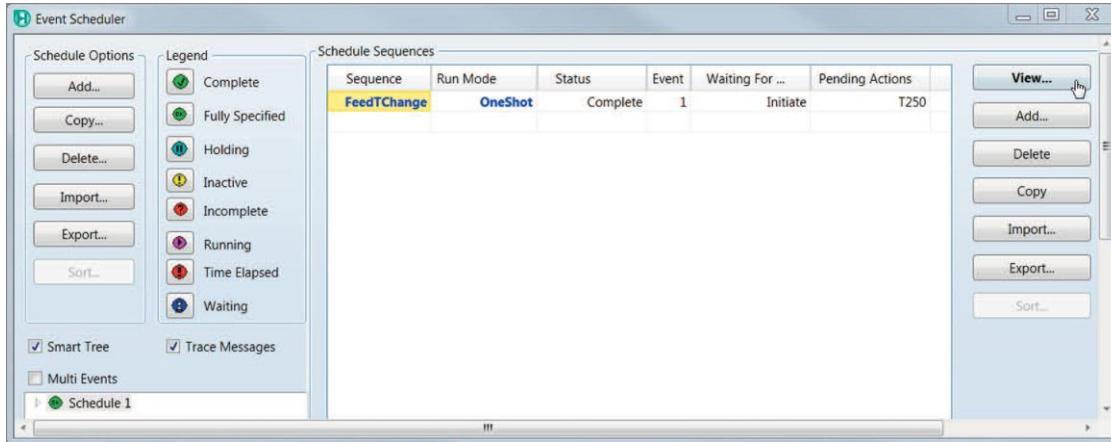 Event Scheduler
Schedule Options
Add...
Copy...
Delete...
Import...
Export...
Sort...
Legend
Complete
Fully Specified
Holding
Inactive
Incomplete
Running
Time Elapsed
Waiting
Smart Tree
Trace Messages
Multi Events
Schedule 1
Schedule Sequences
Sequence Run Mode Status Event Waiting For ... Pending Actions
FeedTChange OneShot Complete 1 Initiate T250
View...
Add...
Delete
Copy
Import...
Export...
Sort...